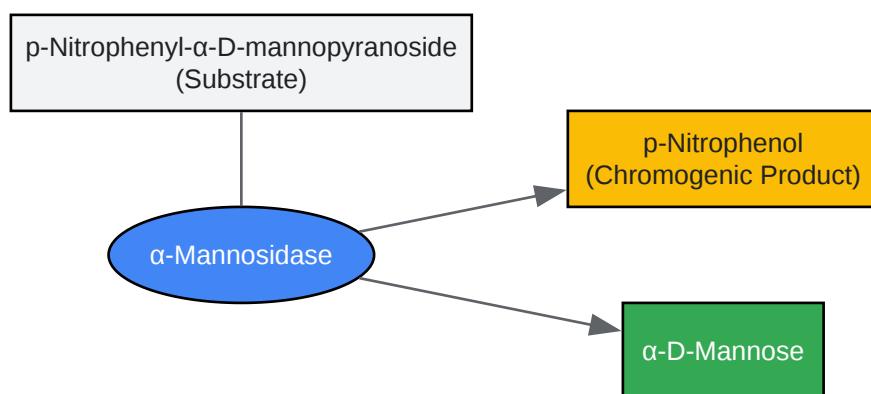 p-Nitrophenyl-α-D-mannopyranoside
(Substrate)
p-Nitrophenol
(Chromogenic Product)
α-Mannosidase
α-D-Mannose